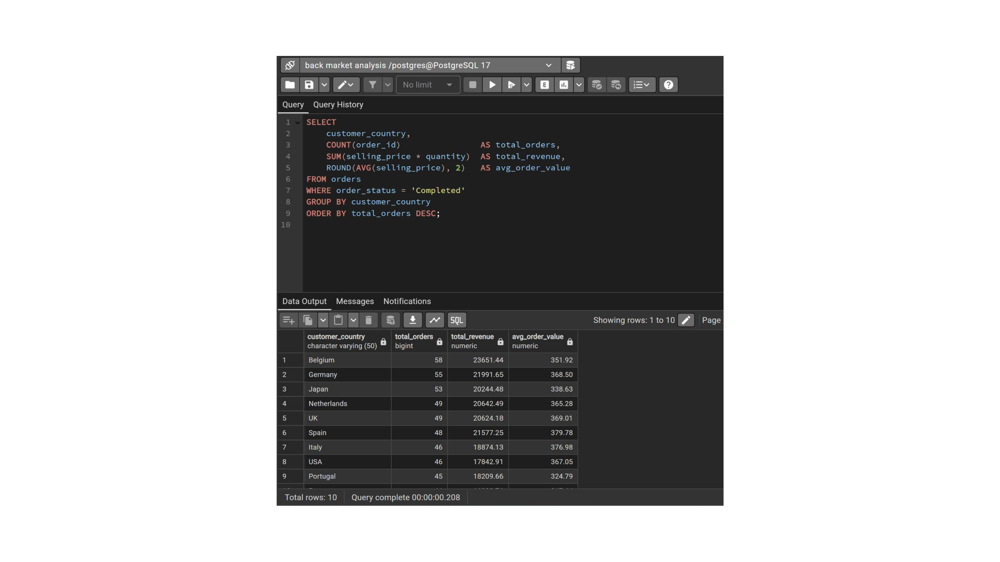 back market analysis /postgres@PostgreSQL 17
No limit
E
?
Query Query History
1 SELECT
2 customer_country,
3 COUNT(order_id) AS total_orders,
4 SUM(selling_price * quantity) AS total_revenue,
5 ROUND(AVG(selling_price), 2) AS avg_order_value
6 FROM orders
7 WHERE order_status = 'Completed'
8 GROUP BY customer_country
9 ORDER BY total_orders DESC;
10
Data Output Messages Notifications
SQL Showing rows: 1 to 10 Page
customer_country total_orders total_revenue avg_order_value
character varying (50) bigint numeric numeric
1 Belgium 58 23651.44 351.92
2 Germany 55 21991.65 368.50
3 Japan 53 20244.48 338.63
4 Netherlands 49 20642.49 365.28
5 UK 49 20624.18 369.01
6 Spain 48 21577.25 379.78
7 Italy 46 18874.13 376.98
8 USA 46 17842.91 367.05
9 Portugal 45 18209.66 324.79
Total rows: 10 Query complete 00:00:00.208